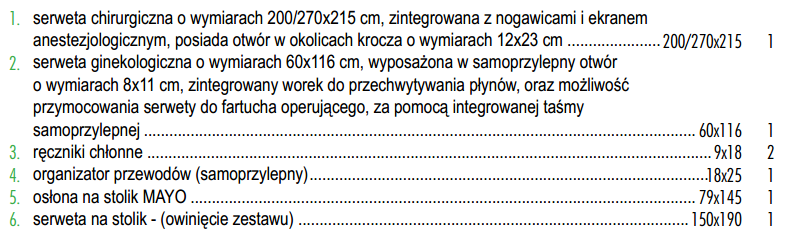 1. serweta chirurgiczna o wymiarach 200/270x215 cm, zintegrowana z nogawicami i ekranem
anestezjologicznym, posiada otwór w okolicach krocza o wymiarach 12x23 cm ...................... 200/270x215 1
2. serweta ginekologiczna o wymiarach 60x116 cm, wyposażona w samoprzylepny otwór
o wymiarach 8x11 cm, zintegrowany worek do przechwytywania płynów, oraz możliwość
przymocowania serwety do fartucha operującego, za pomocą integrowanej taśmy
samoprzylepnej ........................................................................ 60x116 1
3. ręczniki chłonne ........................................................................ 9x18 2
4. organizator przewodów (samoprzylepny)........................................................................ 18x25 1
5. osłona na stolik MAYO ........................................................................ 79x145 1
6. serweta na stolik - (owinięcie zestawu) ........................................................................ 150x190 1